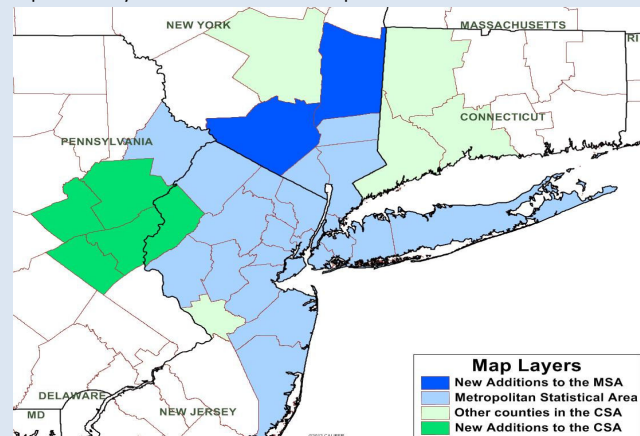 NEW YORK
MASSACHUSETTS
RI
CONNECTICUT
PENNSYLVANIA
DELAWARE
MD
NEW JERSEY
Map Layers
New Additions to the MSA
Metropolitan Statistical Area
Other counties in the CSA
New Additions to the CSA